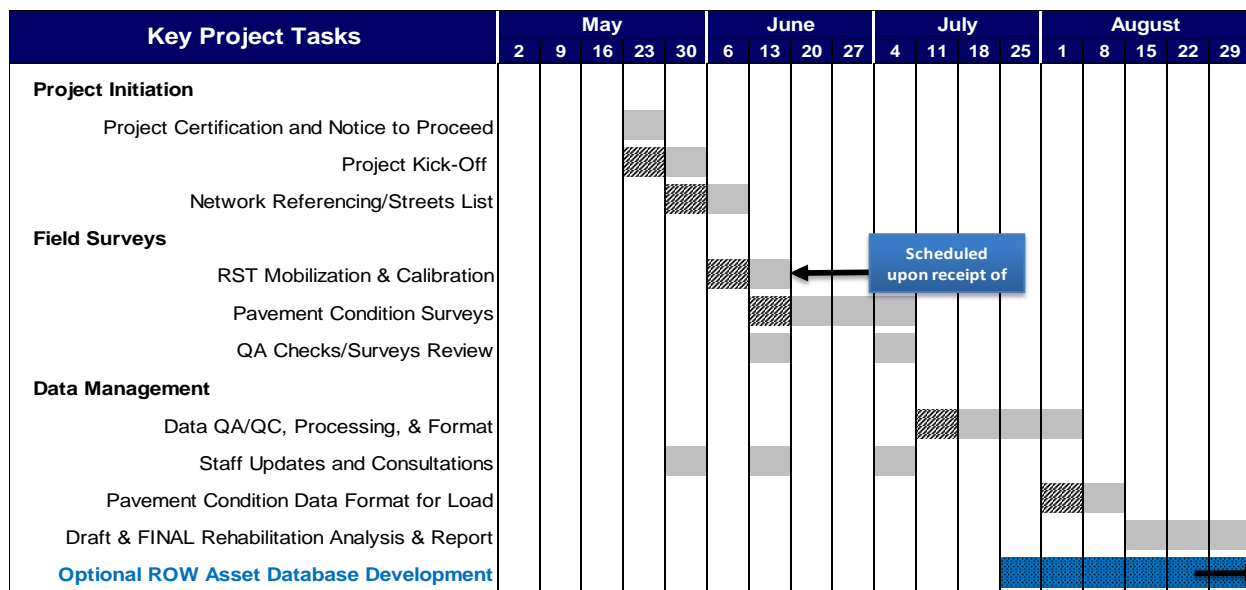 Key Project Tasks
May June July August
2 9 16 23 30 6 13 20 27 4 11 18 25 1 8 15 22 29
Project Initiation
Project Certification and Notice to Proceed
Project Kick-Off
Network Referencing/Streets List
Field Surveys
RST Mobilization & Calibration
Scheduled
upon receipt of
Pavement Condition Surveys
QA Checks/Surveys Review
Data Management
Data QA/QC, Processing, & Format
Staff Updates and Consultations
Pavement Condition Data Format for Load
Draft & FINAL Rehabilitation Analysis & Report
Optional ROW Asset Database Development